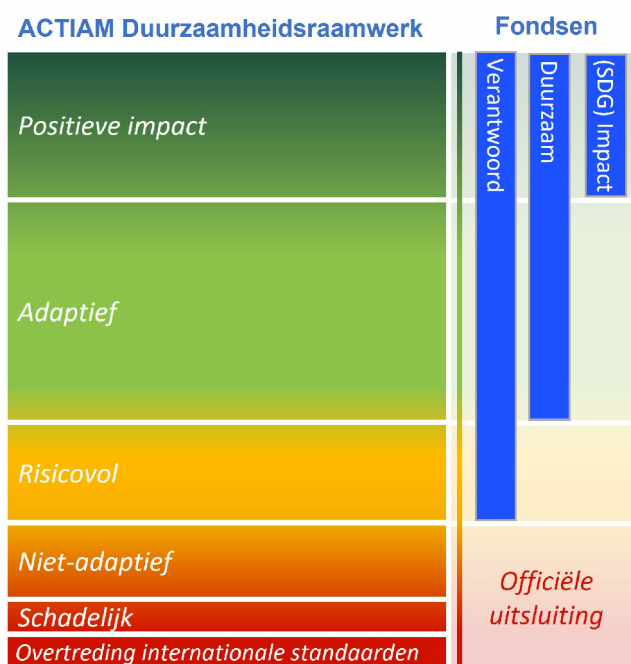 ACTIAM Duurzaamheidsraamwerk
Fondsen
Positieve impact
Adaptief
Risicovol
Niet-adaptief
Schadelijk
Overtreding internationale standaarden
Verantwoord
Duurzaam
(SDG) Impact
Officiële
uitsluiting